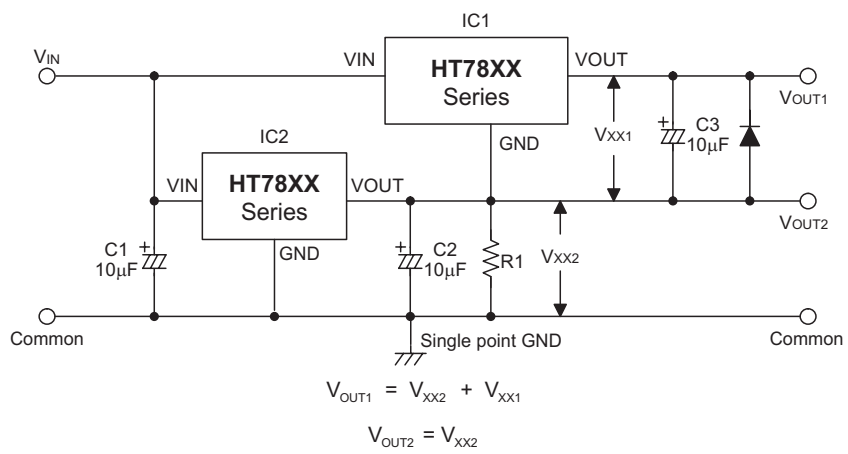 IC1
VIN
VIN
HT78XX
Series
VOUT
VOUT1
GND
VXX1
+
C3
10μF
IC2
VIN
HT78XX
Series
VOUT
VOUT2
GND
+
C1
10μF
+
C2
10μF
R1
VXX2
Common
Single point GND
Common
VOUT1 = VXX2 + VXX1
VOUT2 = VXX2